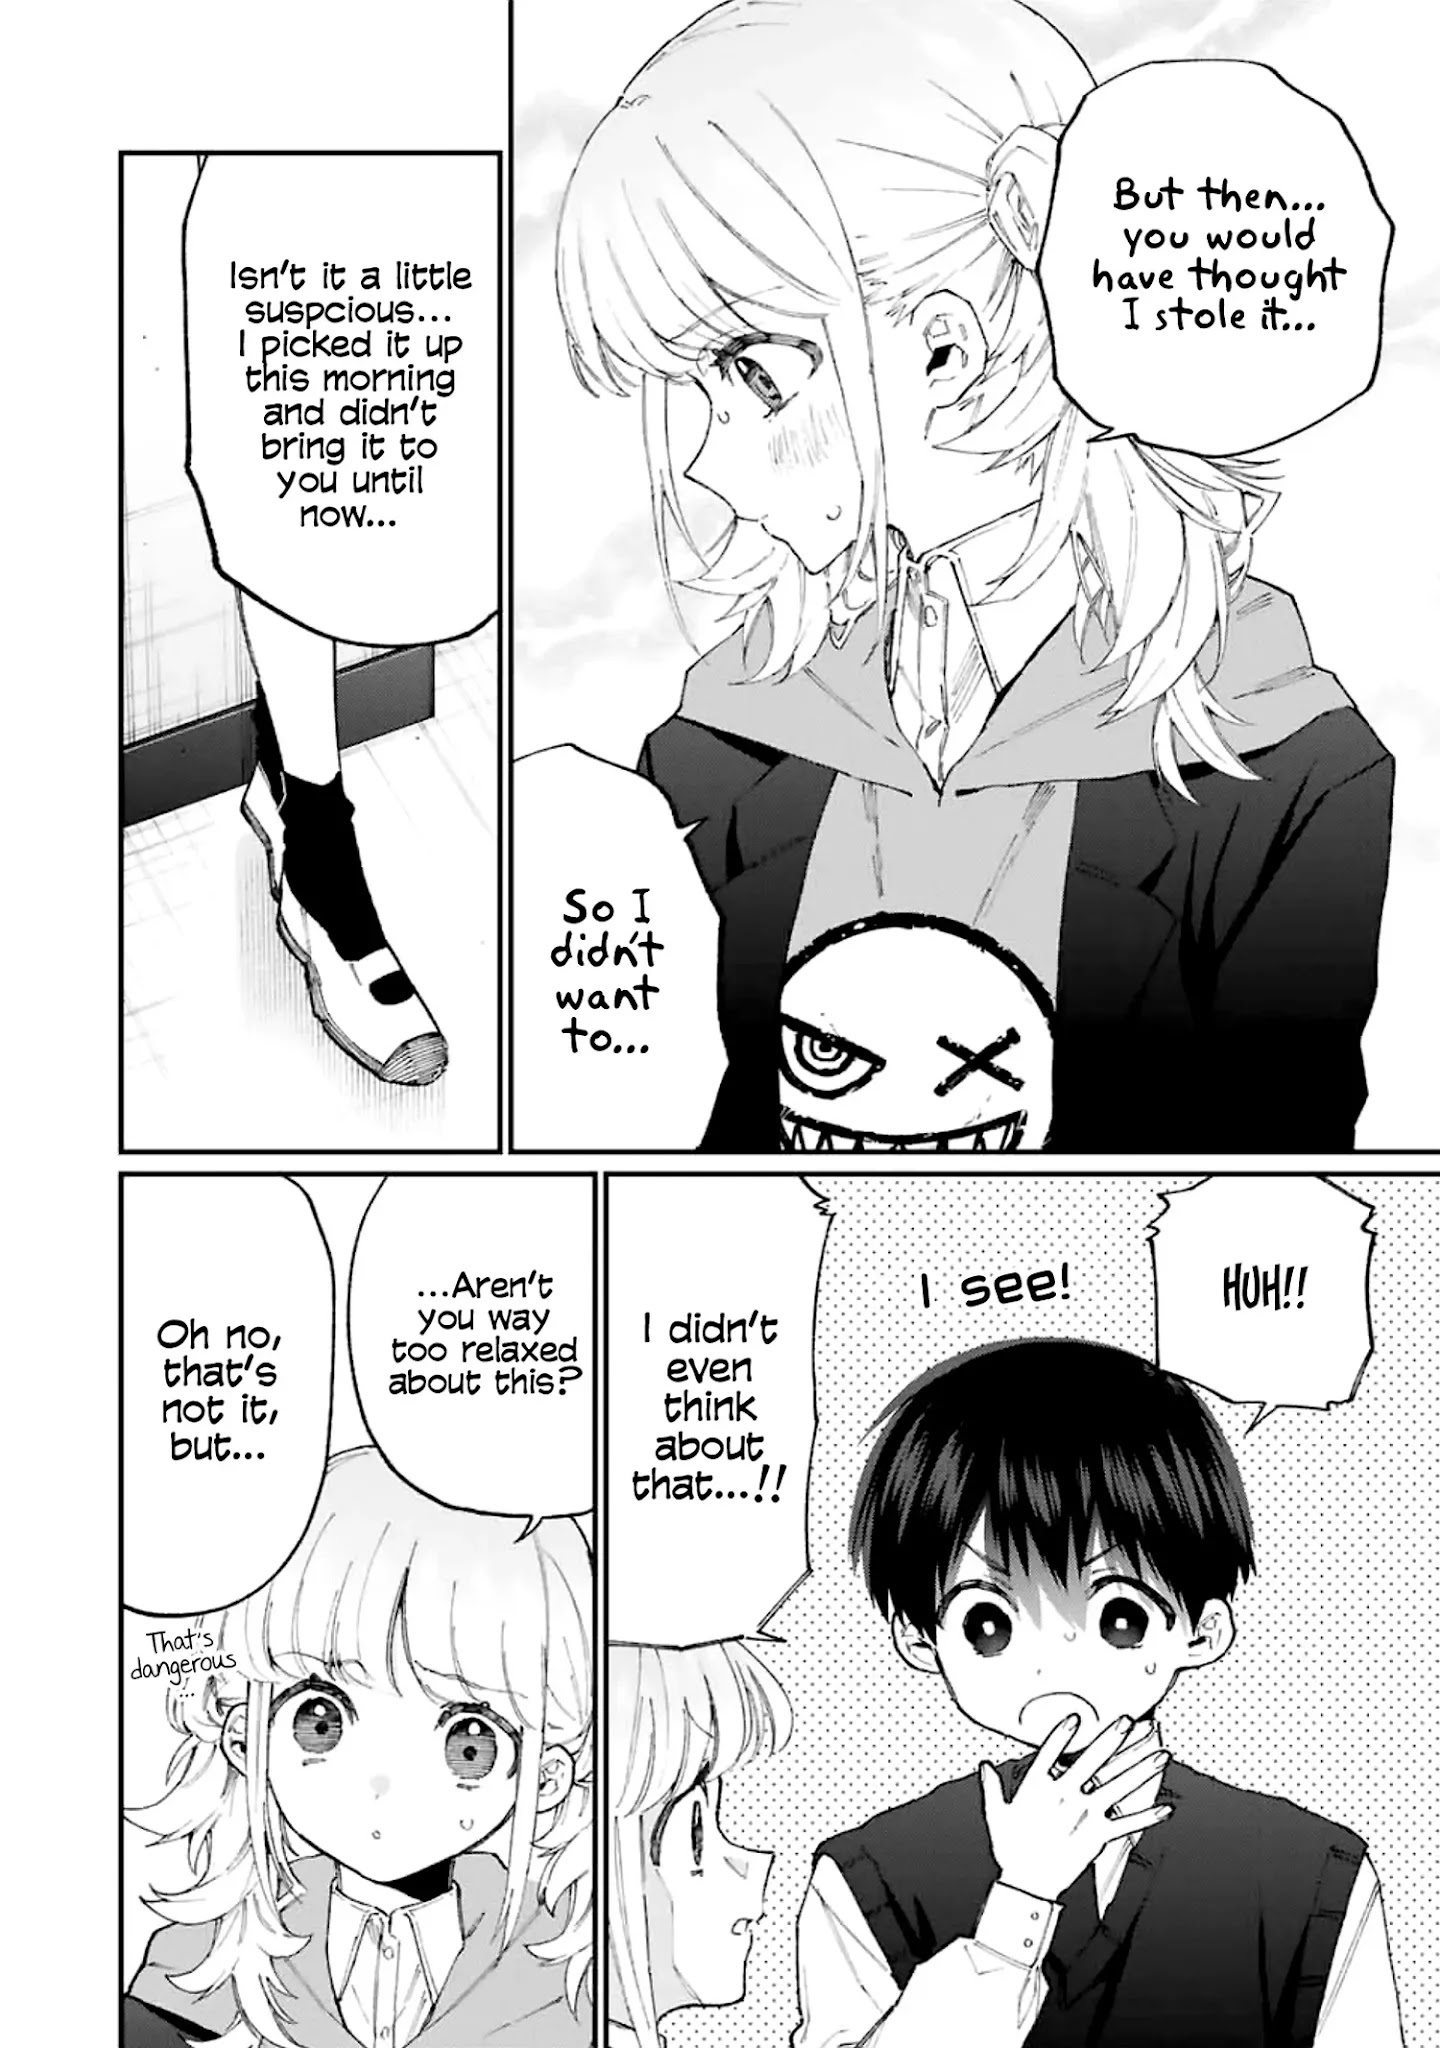 But then...
you would
have thought
I stole it...
So I
didn't
want
to...
Isn't it a little
suspcious...
I picked it up
this morning
and didn't
bring it to
you until
now...
HUH!!
I see!
I didn't
even
think
about
that...!!
...Aren't
you way
too relaxed
about this?
Oh no,
that's
not it,
but...
That's
dangerous
...